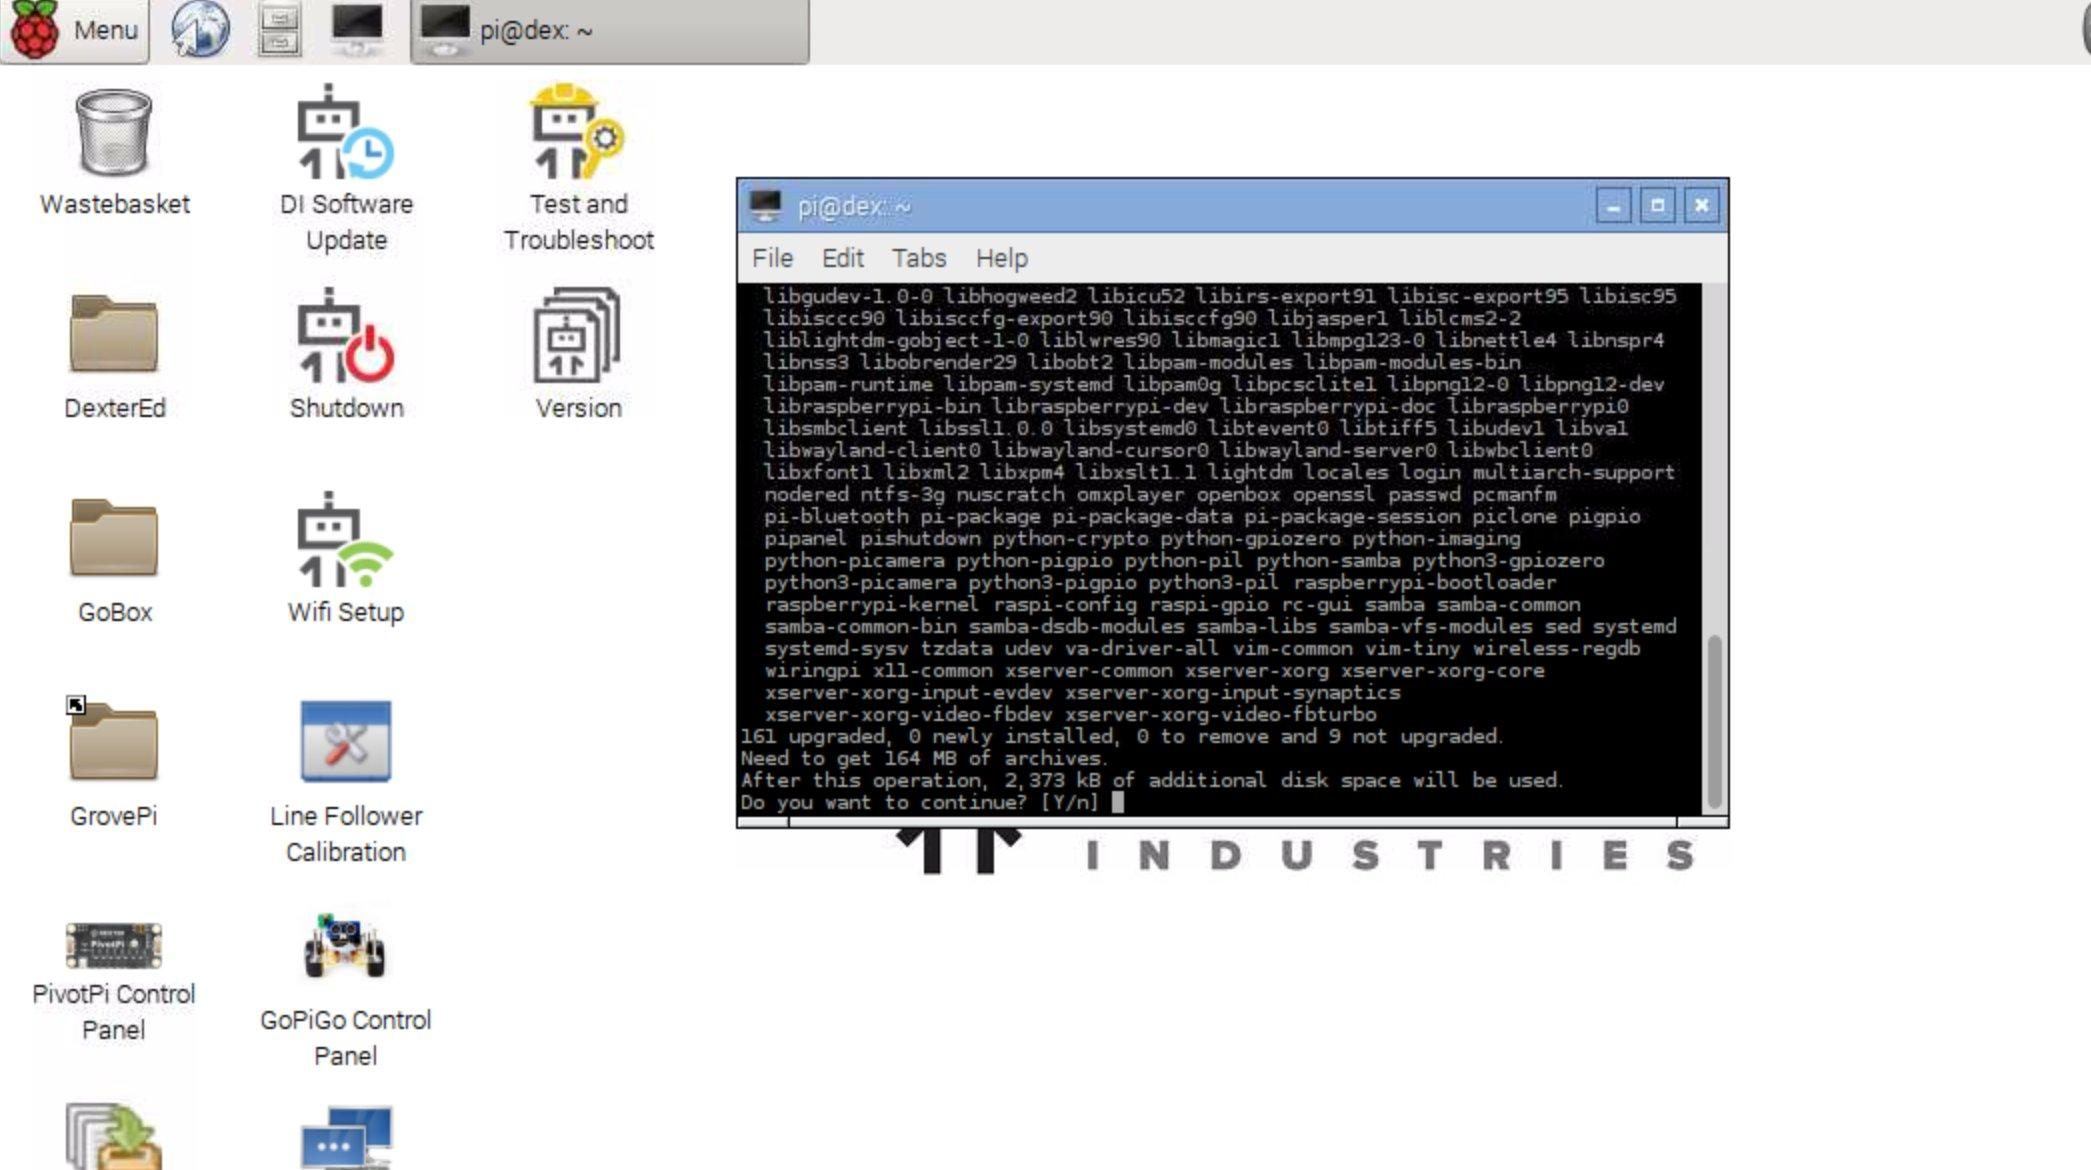 Menu
pi@dex: ~
Wastebasket
DI Software
Update
Test and
Troubleshoot
DexterEd
Shutdown
Version
GoBox
Wifi Setup
GrovePi
Line Follower
Calibration
PivotPi
PivotPi Control
Panel
GoPiGo Control
Panel
pi@dex: ~
File Edit Tabs Help
libgudev-1.0-0 libhogweed2 libicu52 libirs-export91 libisc-export95 libisc95
libisccc90 libisccfg-export90 libisccfg90 libjasper1 liblcms2-2
liblightdm-gobject-1-0 liblwres90 libmagic1 libmpg123-0 libnettle4 libnspr4
libnss3 libobrender29 libobt2 libpam-modules libpam-modules-bin
libpam-runtime libpam-systemd libpam0g libpcsclite1 libpng12-0 libpng12-dev
libraspberrypi-bin libraspberrypi-dev libraspberrypi-doc libraspberrypi0
libsmbclient libssl1.0.0 libsystemd0 libtevent0 libtiff5 libudev1 libva1
libwayland-client0 libwayland-cursor0 libwayland-server0 libwbclient0
libxfont1 libxml2 libxpm4 libxslt1.1 lightdm locales login multiarch-support
nodered ntfs-3g nuscratch omxplayer openbox openssl passwd pcmanfm
pi-bluetooth pi-package pi-package-data pi-package-session piclone pigpio
pipanel pishutdown python-crypto python-gpiozero python-imaging
python-picamera python-pigpio python-pil python-samba python3-gpiozero
python3-picamera python3-pigpio python3-pil raspberrypi-bootloader
raspberrypi-kernel raspi-config raspi-gpio rc-gui samba samba-common
samba-common-bin samba-dsdb-modules samba-libs samba-vfs-modules sed systemd
systemd-sysv tzdata udev va-driver-all vim-common vim-tiny wireless-regdb
wiringpi x11-common xserver-common xserver-xorg xserver-xorg-core
xserver-xorg-input-evdev xserver-xorg-input-synaptics
xserver-xorg-video-fbdev xserver-xorg-video-fbturbo
161 upgraded, 0 newly installed, 0 to remove and 9 not upgraded.
Need to get 164 MB of archives.
After this operation, 2,373 kB of additional disk space will be used.
Do you want to continue? [Y/n]
INDUSTRIES